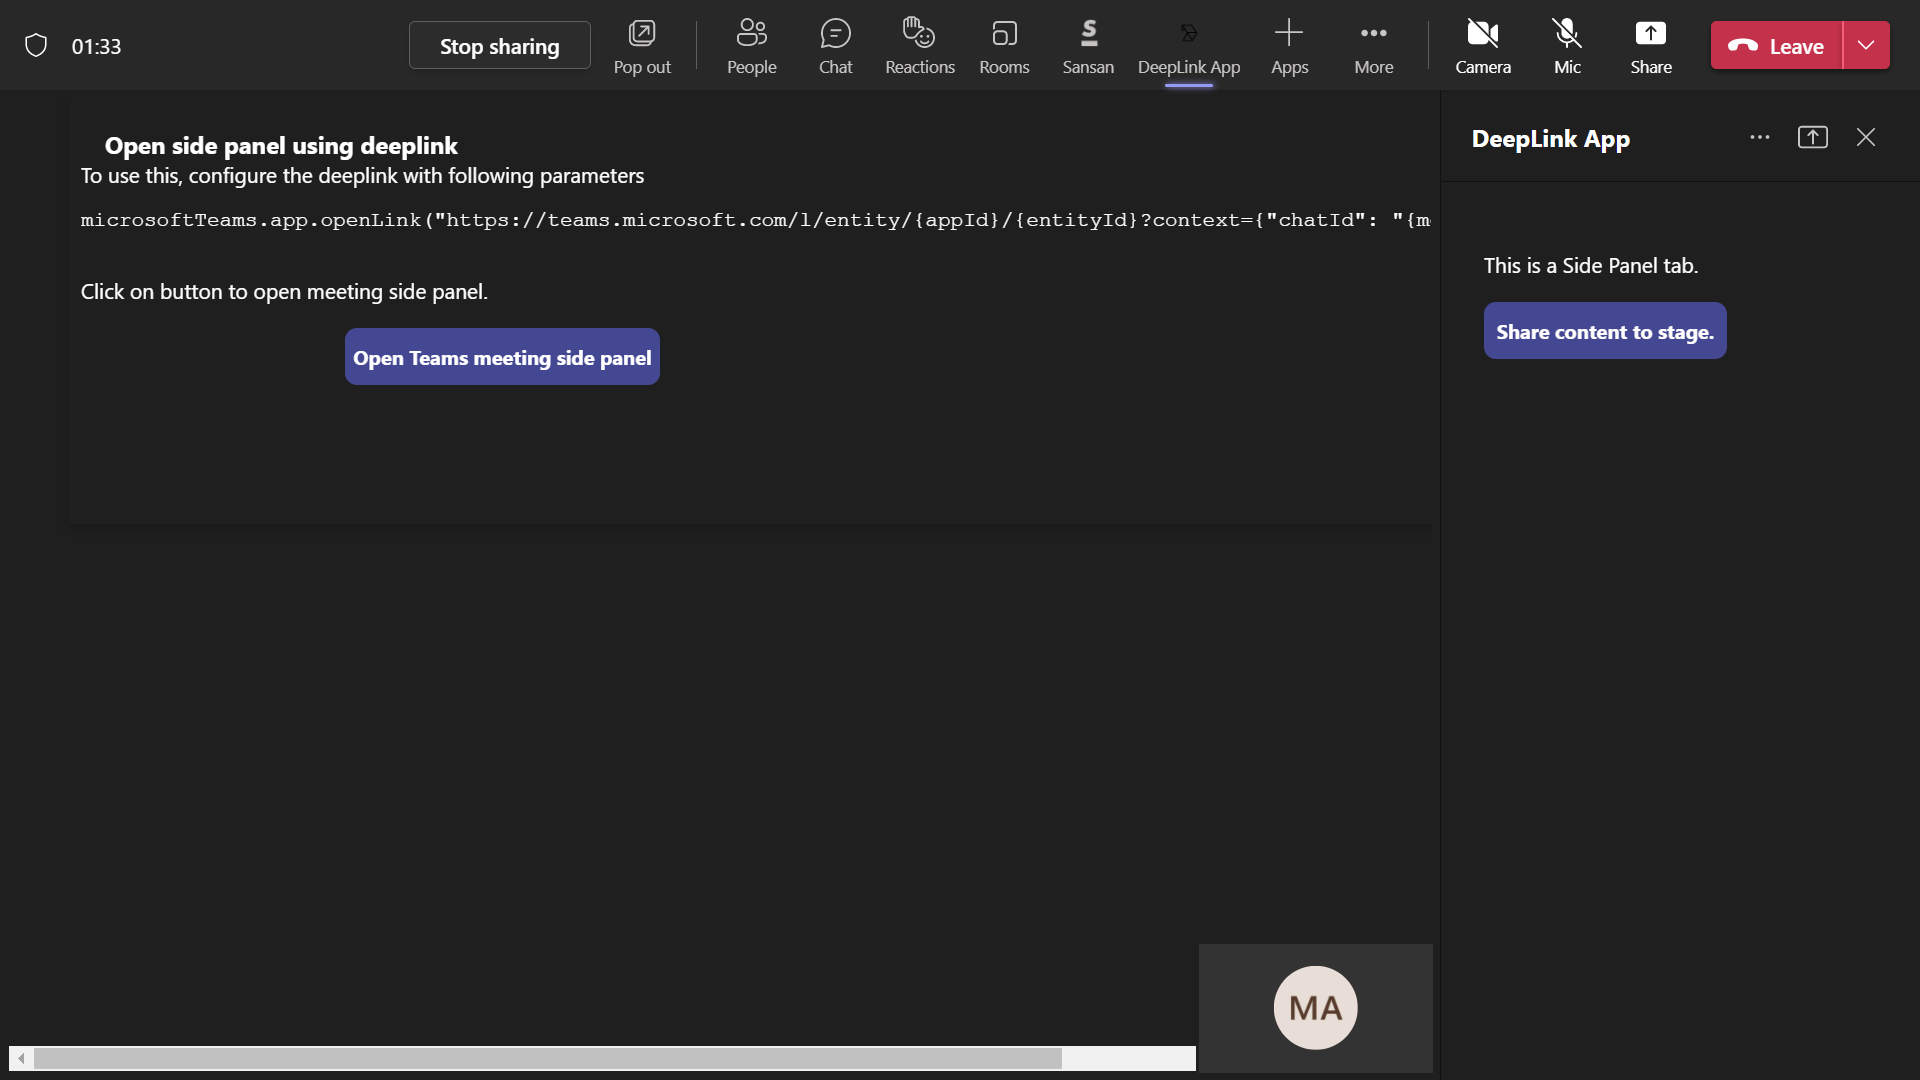 01:33
Stop sharing
Pop out
People
Chat
Reactions
Rooms
S
Sansan
DeepLink App
Apps
More
Camera
Mic
Share
Leave
Open side panel using deeplink
To use this, configure the deeplink with following parameters
microsoftTeams.app.openLink("https://teams.microsoft.com/l/entity/{appId}/{entityId}?context={"chatId": "{m
Click on button to open meeting side panel.
Open Teams meeting side panel
DeepLink App
This is a Side Panel tab.
Share content to stage.
MA